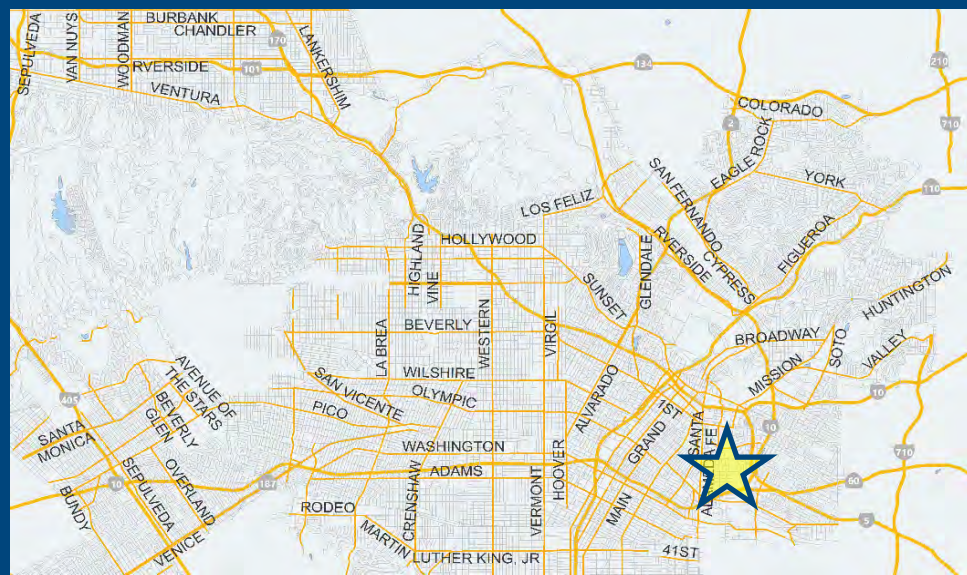 BURBANK
CHANDLER
SEPULVEDA
VAN NUYS
WOODMAN
170
LANKERSHIM
RVERSIDE
101
VENTURA
134
210
COLORADO
2
710
EAGLE ROCK
YORK
110
SAN FERNANDO
LOS FELIZ
FIGUEROA
HOLLYWOOD
HIGHLAND
VINE
GLENDALE
RVERSIDE
CYPRESS
SUNSET
HUNTINGTON
BEVERLY
LA BREA
WESTERN
VIRGIL
BROADWAY
SOTO
VALLEY
MISSION
AVENUE OF
THE STARS
WILSHIRE
SAN VICENTE
OLYMPIC
ALVARADO
1ST
10
405
BEVERLY
GLEN
PICO
SANTA
MONICA
GRAND
SANTA
FE
10
WASHINGTON
HOOVER
710
ADAMS
SEPULVEDA
OVERLAND
10
187
CRENSHAW
VERMONT
60
BUNDY
RODEO
MAN
5
VENICE
MARTIN
LUTHER KING, JR
41ST